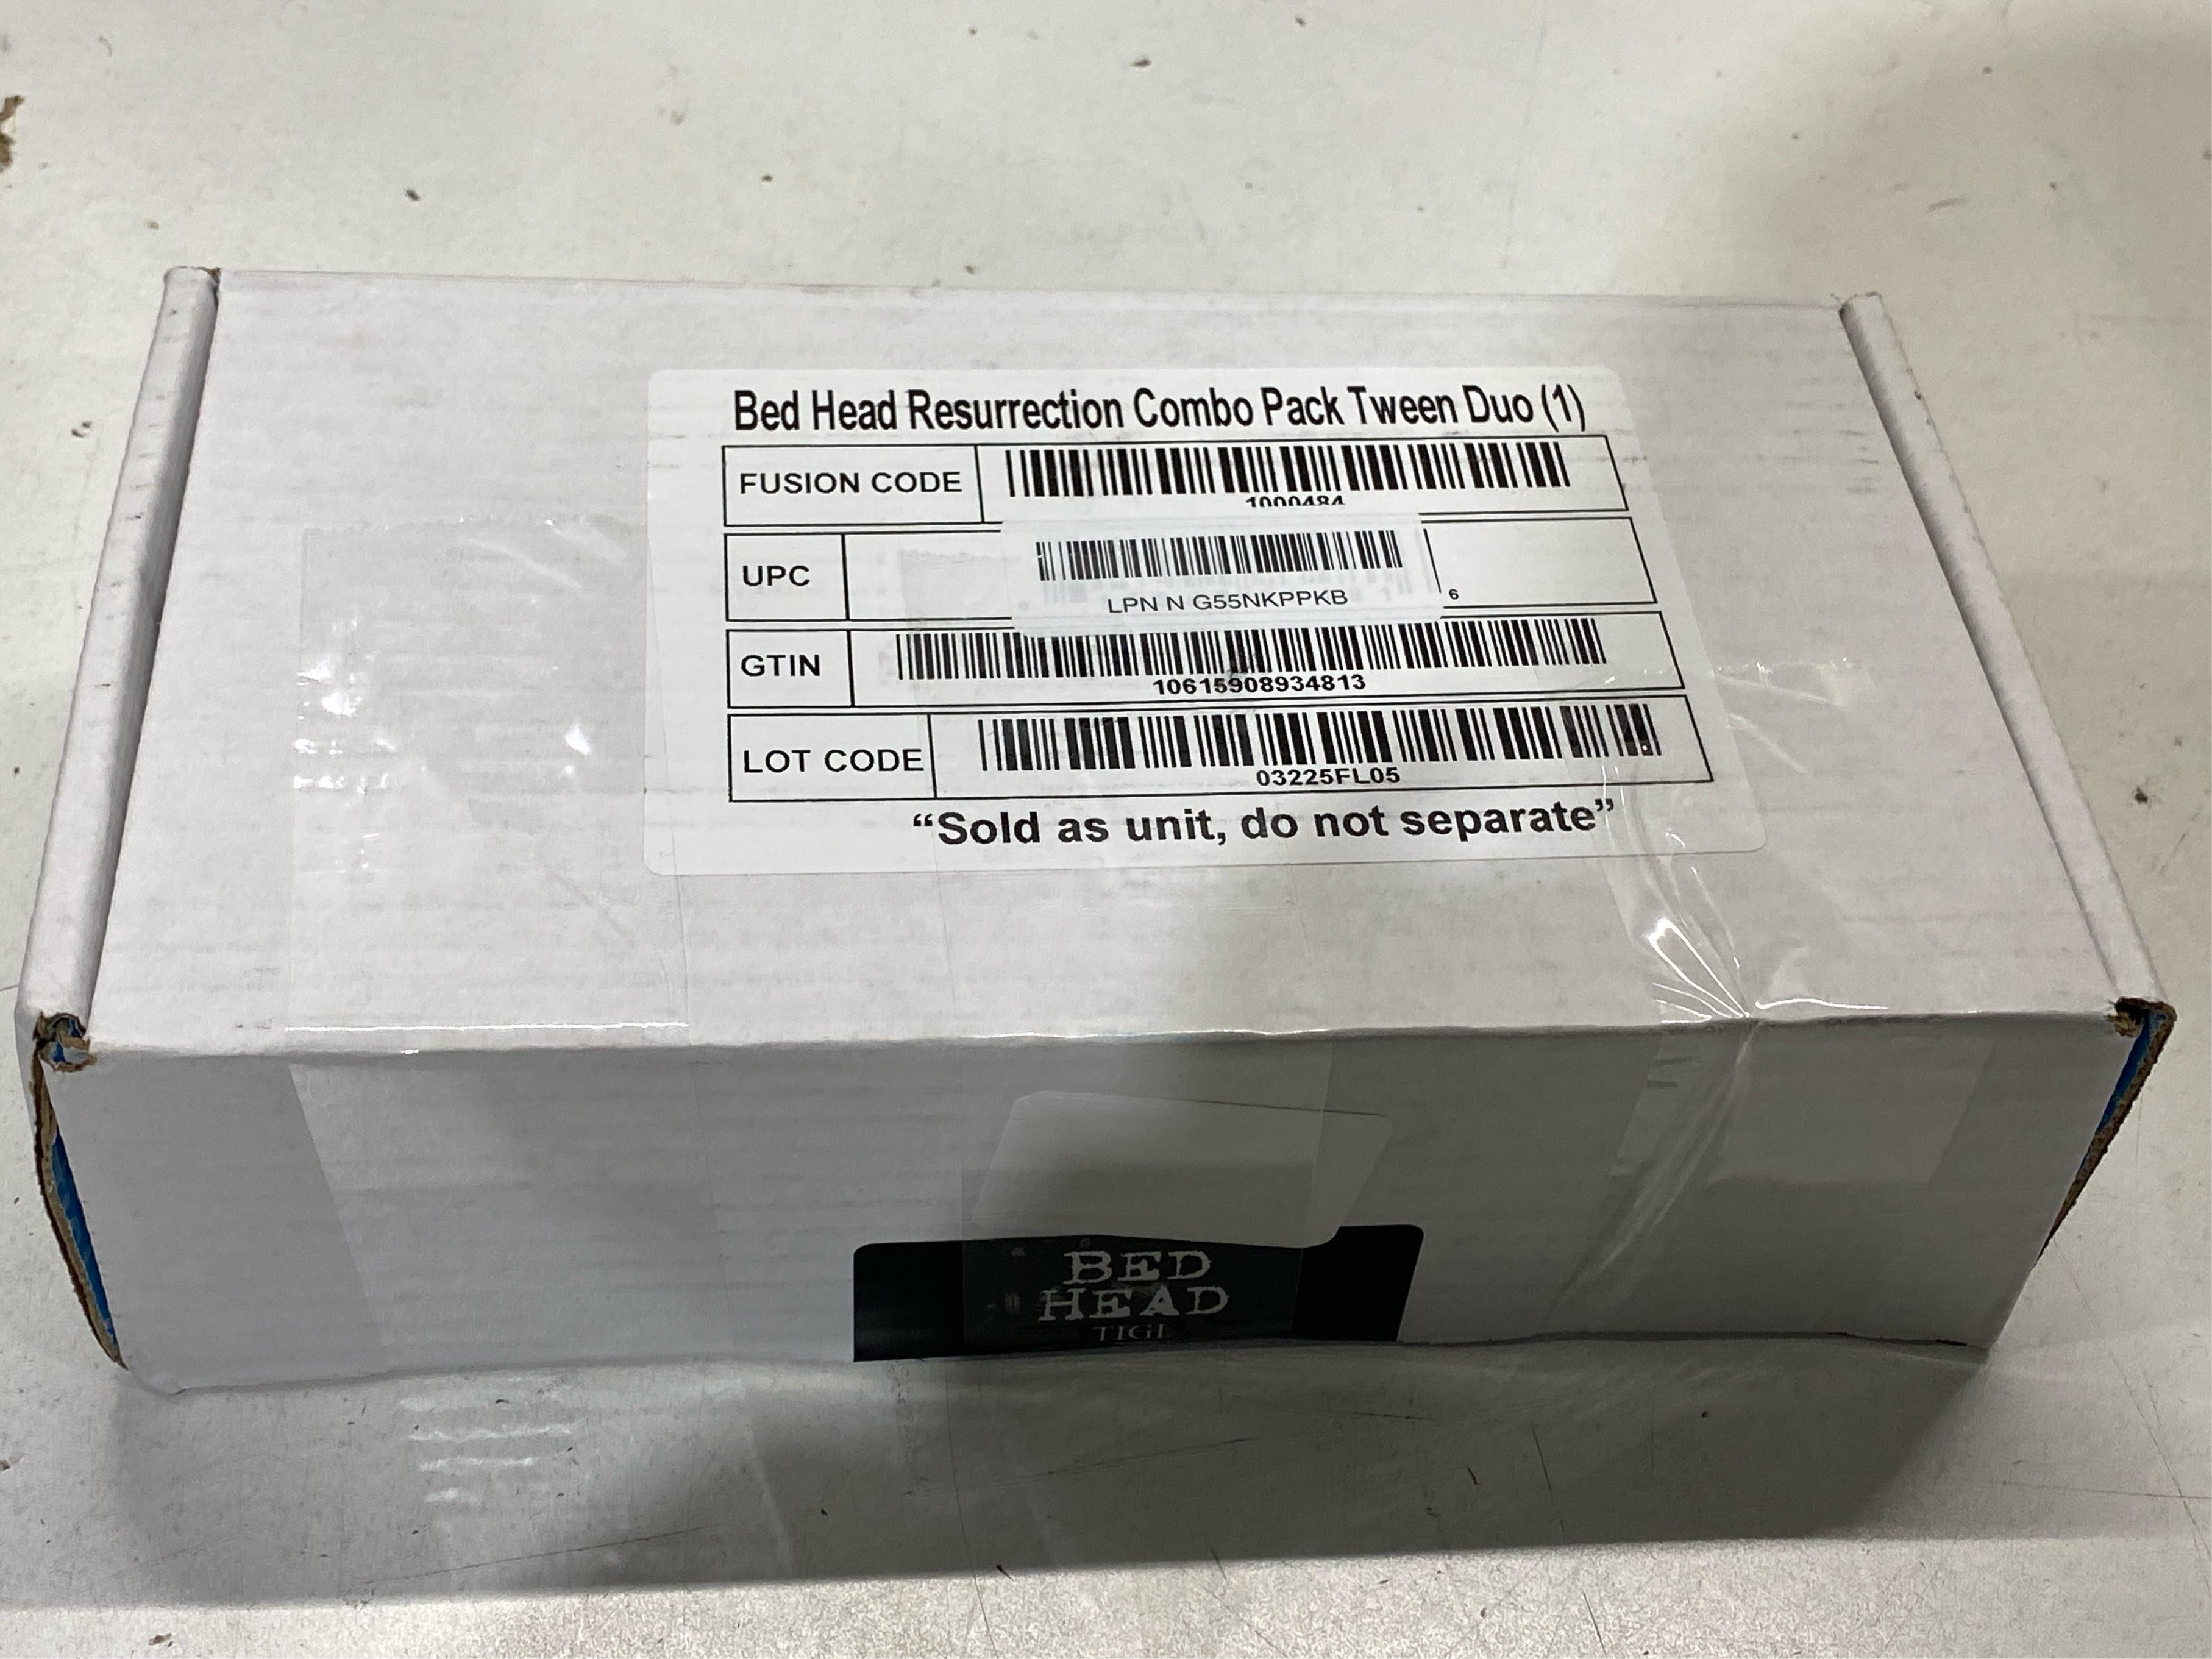 Bed Head Resurrection Combo Pack Tween Duo (1)
FUSION CODE
1000484
UPC
LPN N G55NKPPKB
6
GTIN
10615908934813
LOT CODE
03225FL05
“Sold as unit, do not separate”
BED
HEAD
TIGI